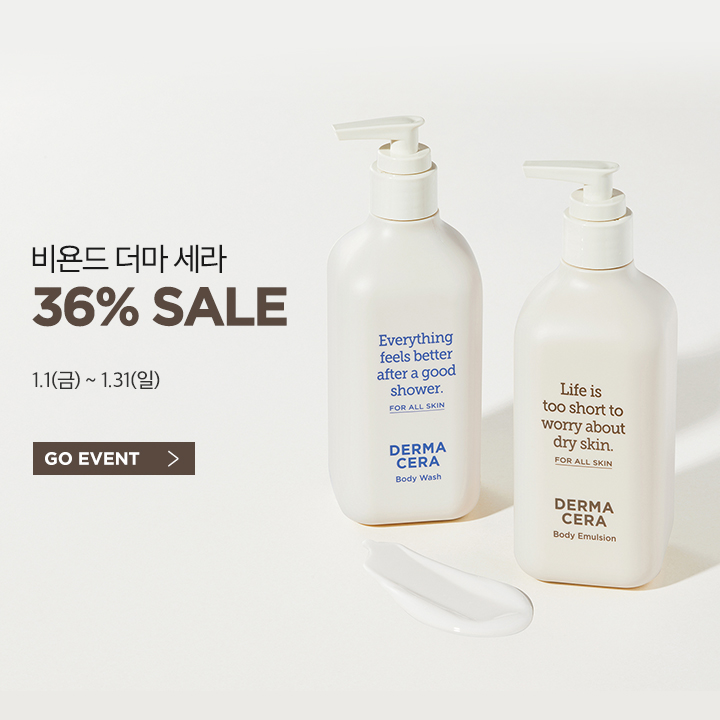 비욘드 더마 세라
36% SALE
1.1(금) ~ 1.31(일)
GO EVENT >
Everything
feels better
after a good
shower.
FOR ALL SKIN
DERMA
CERA
Body Wash
Life is
too short to
worry about
dry skin.
FOR ALL SKIN
DERMA
CERA
Body Emulsion